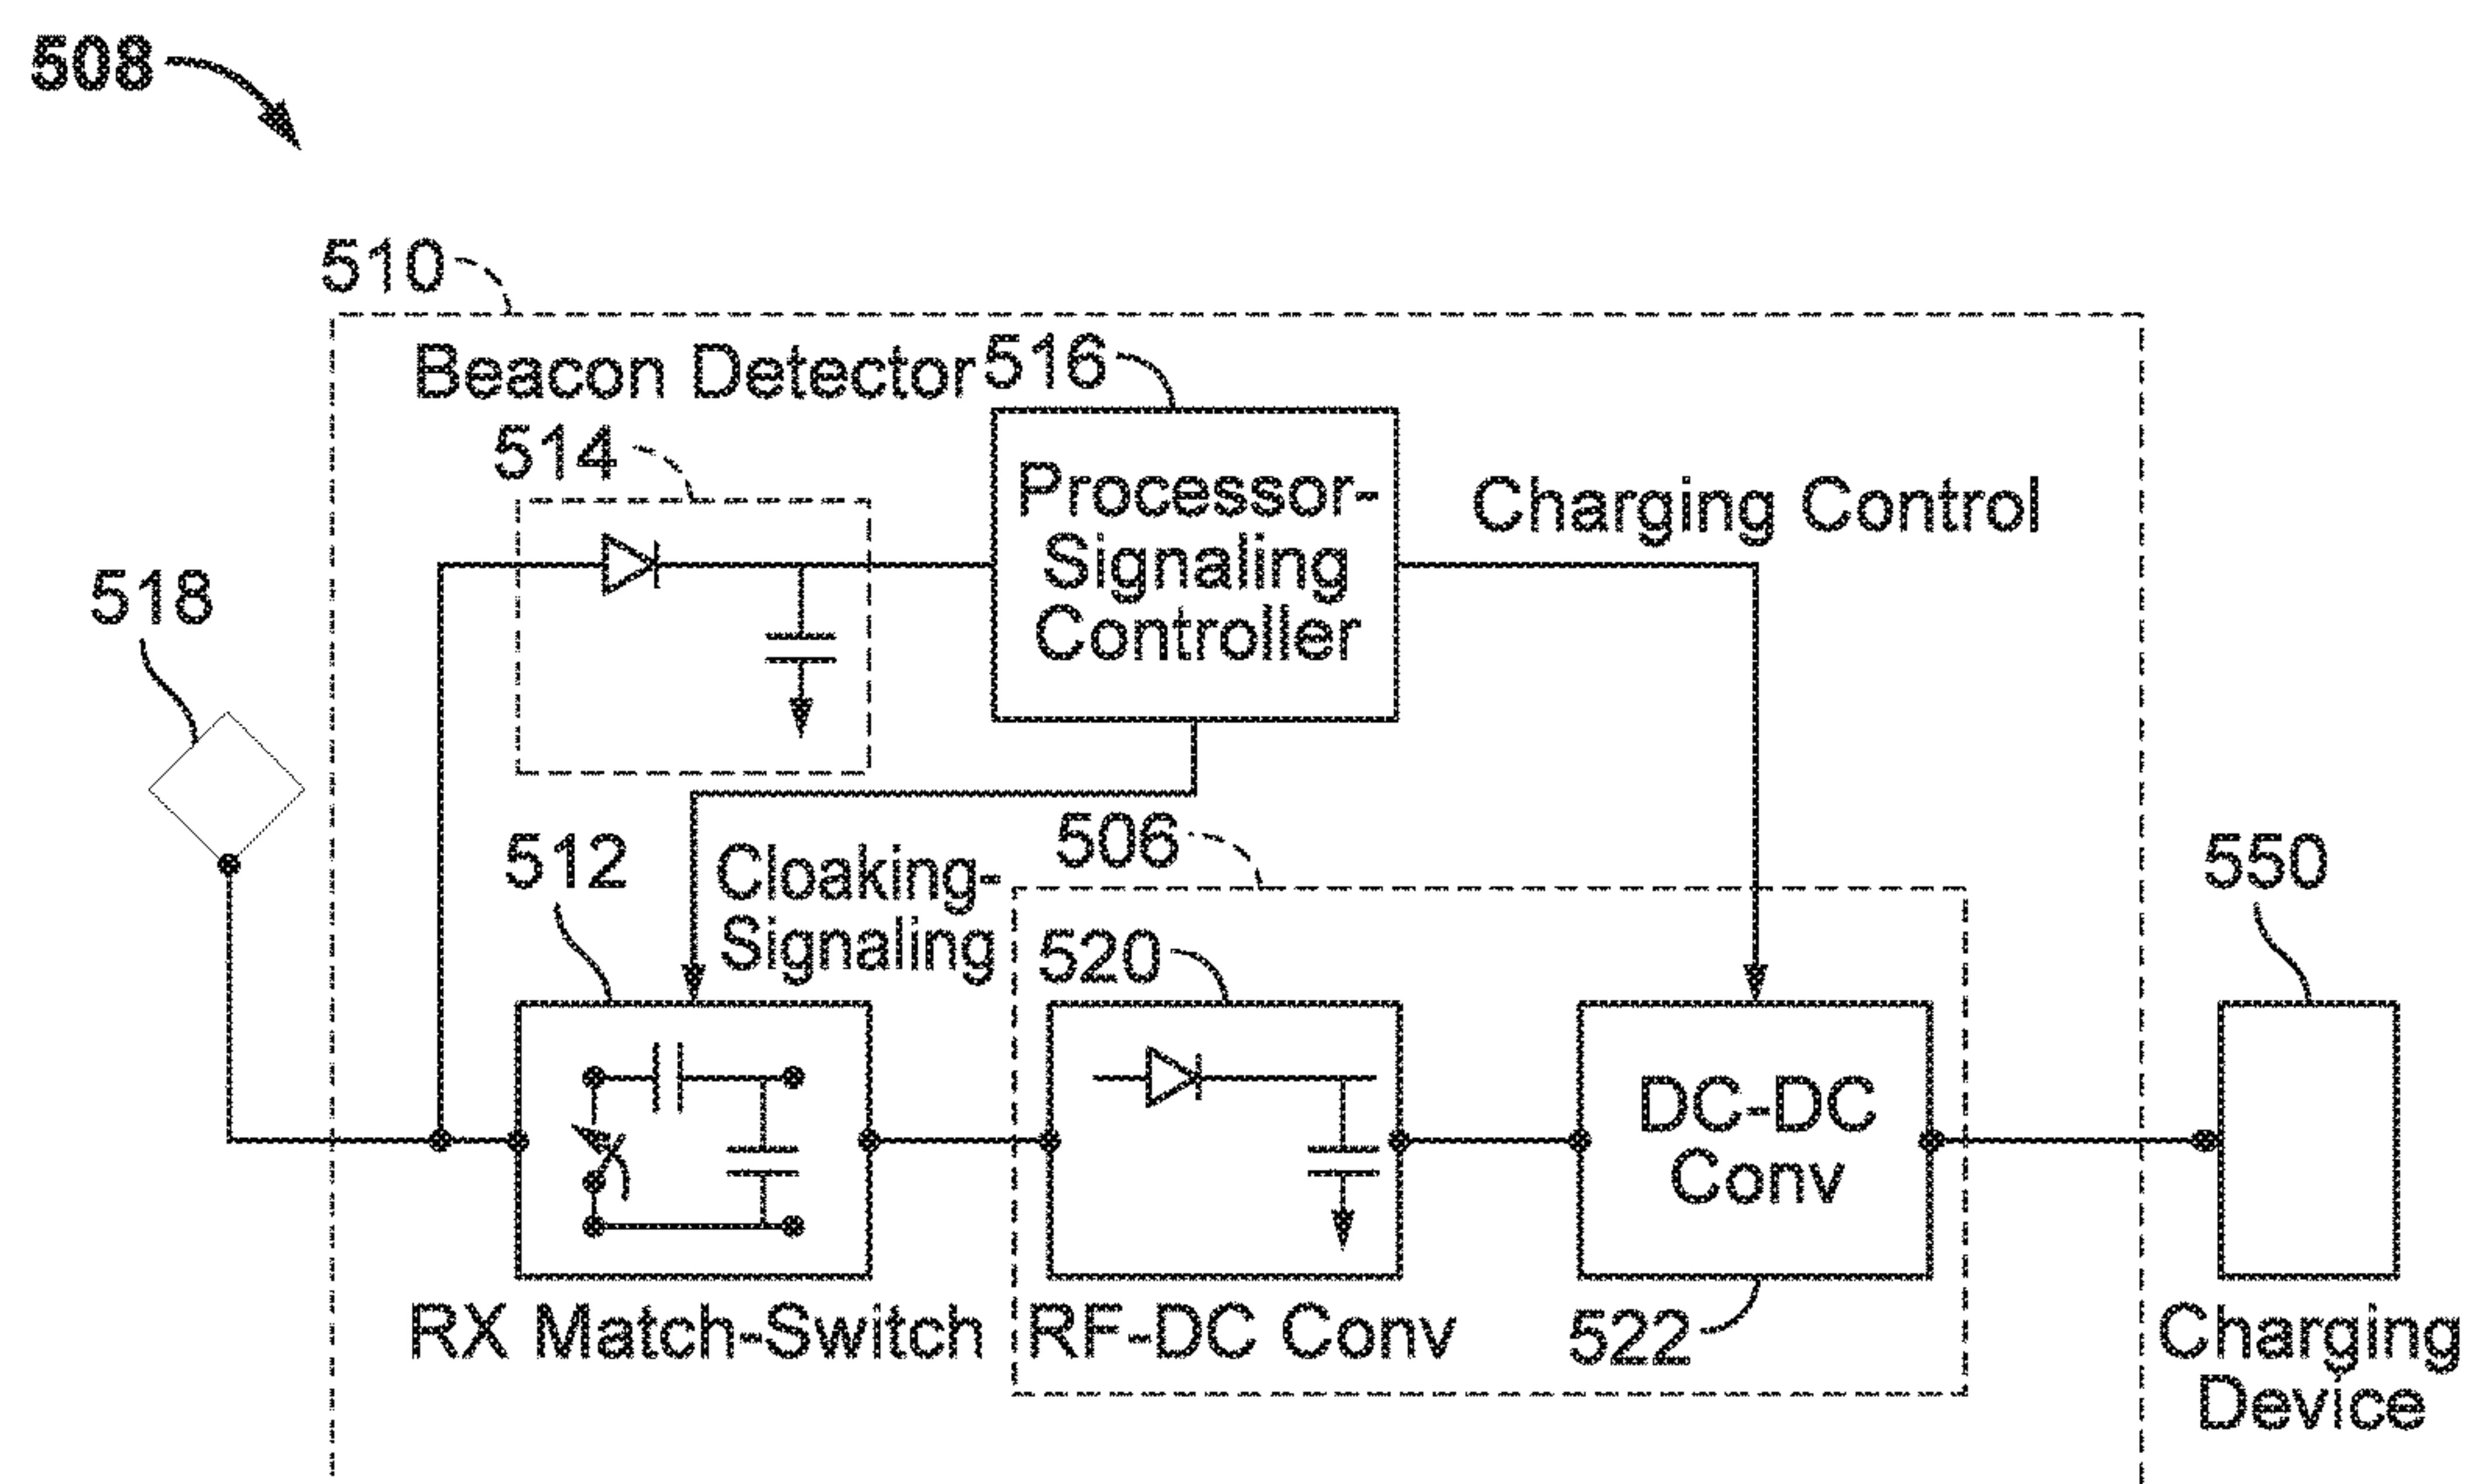 508
510
Beacon Detector
516
514
Processor-
Signaling
Controller
Charging Control
518
512
Cloaking-
Signaling
506
520
550
DC-DC
Conv
RX Match-Switch
RF-DC Conv
522
Charging
Device